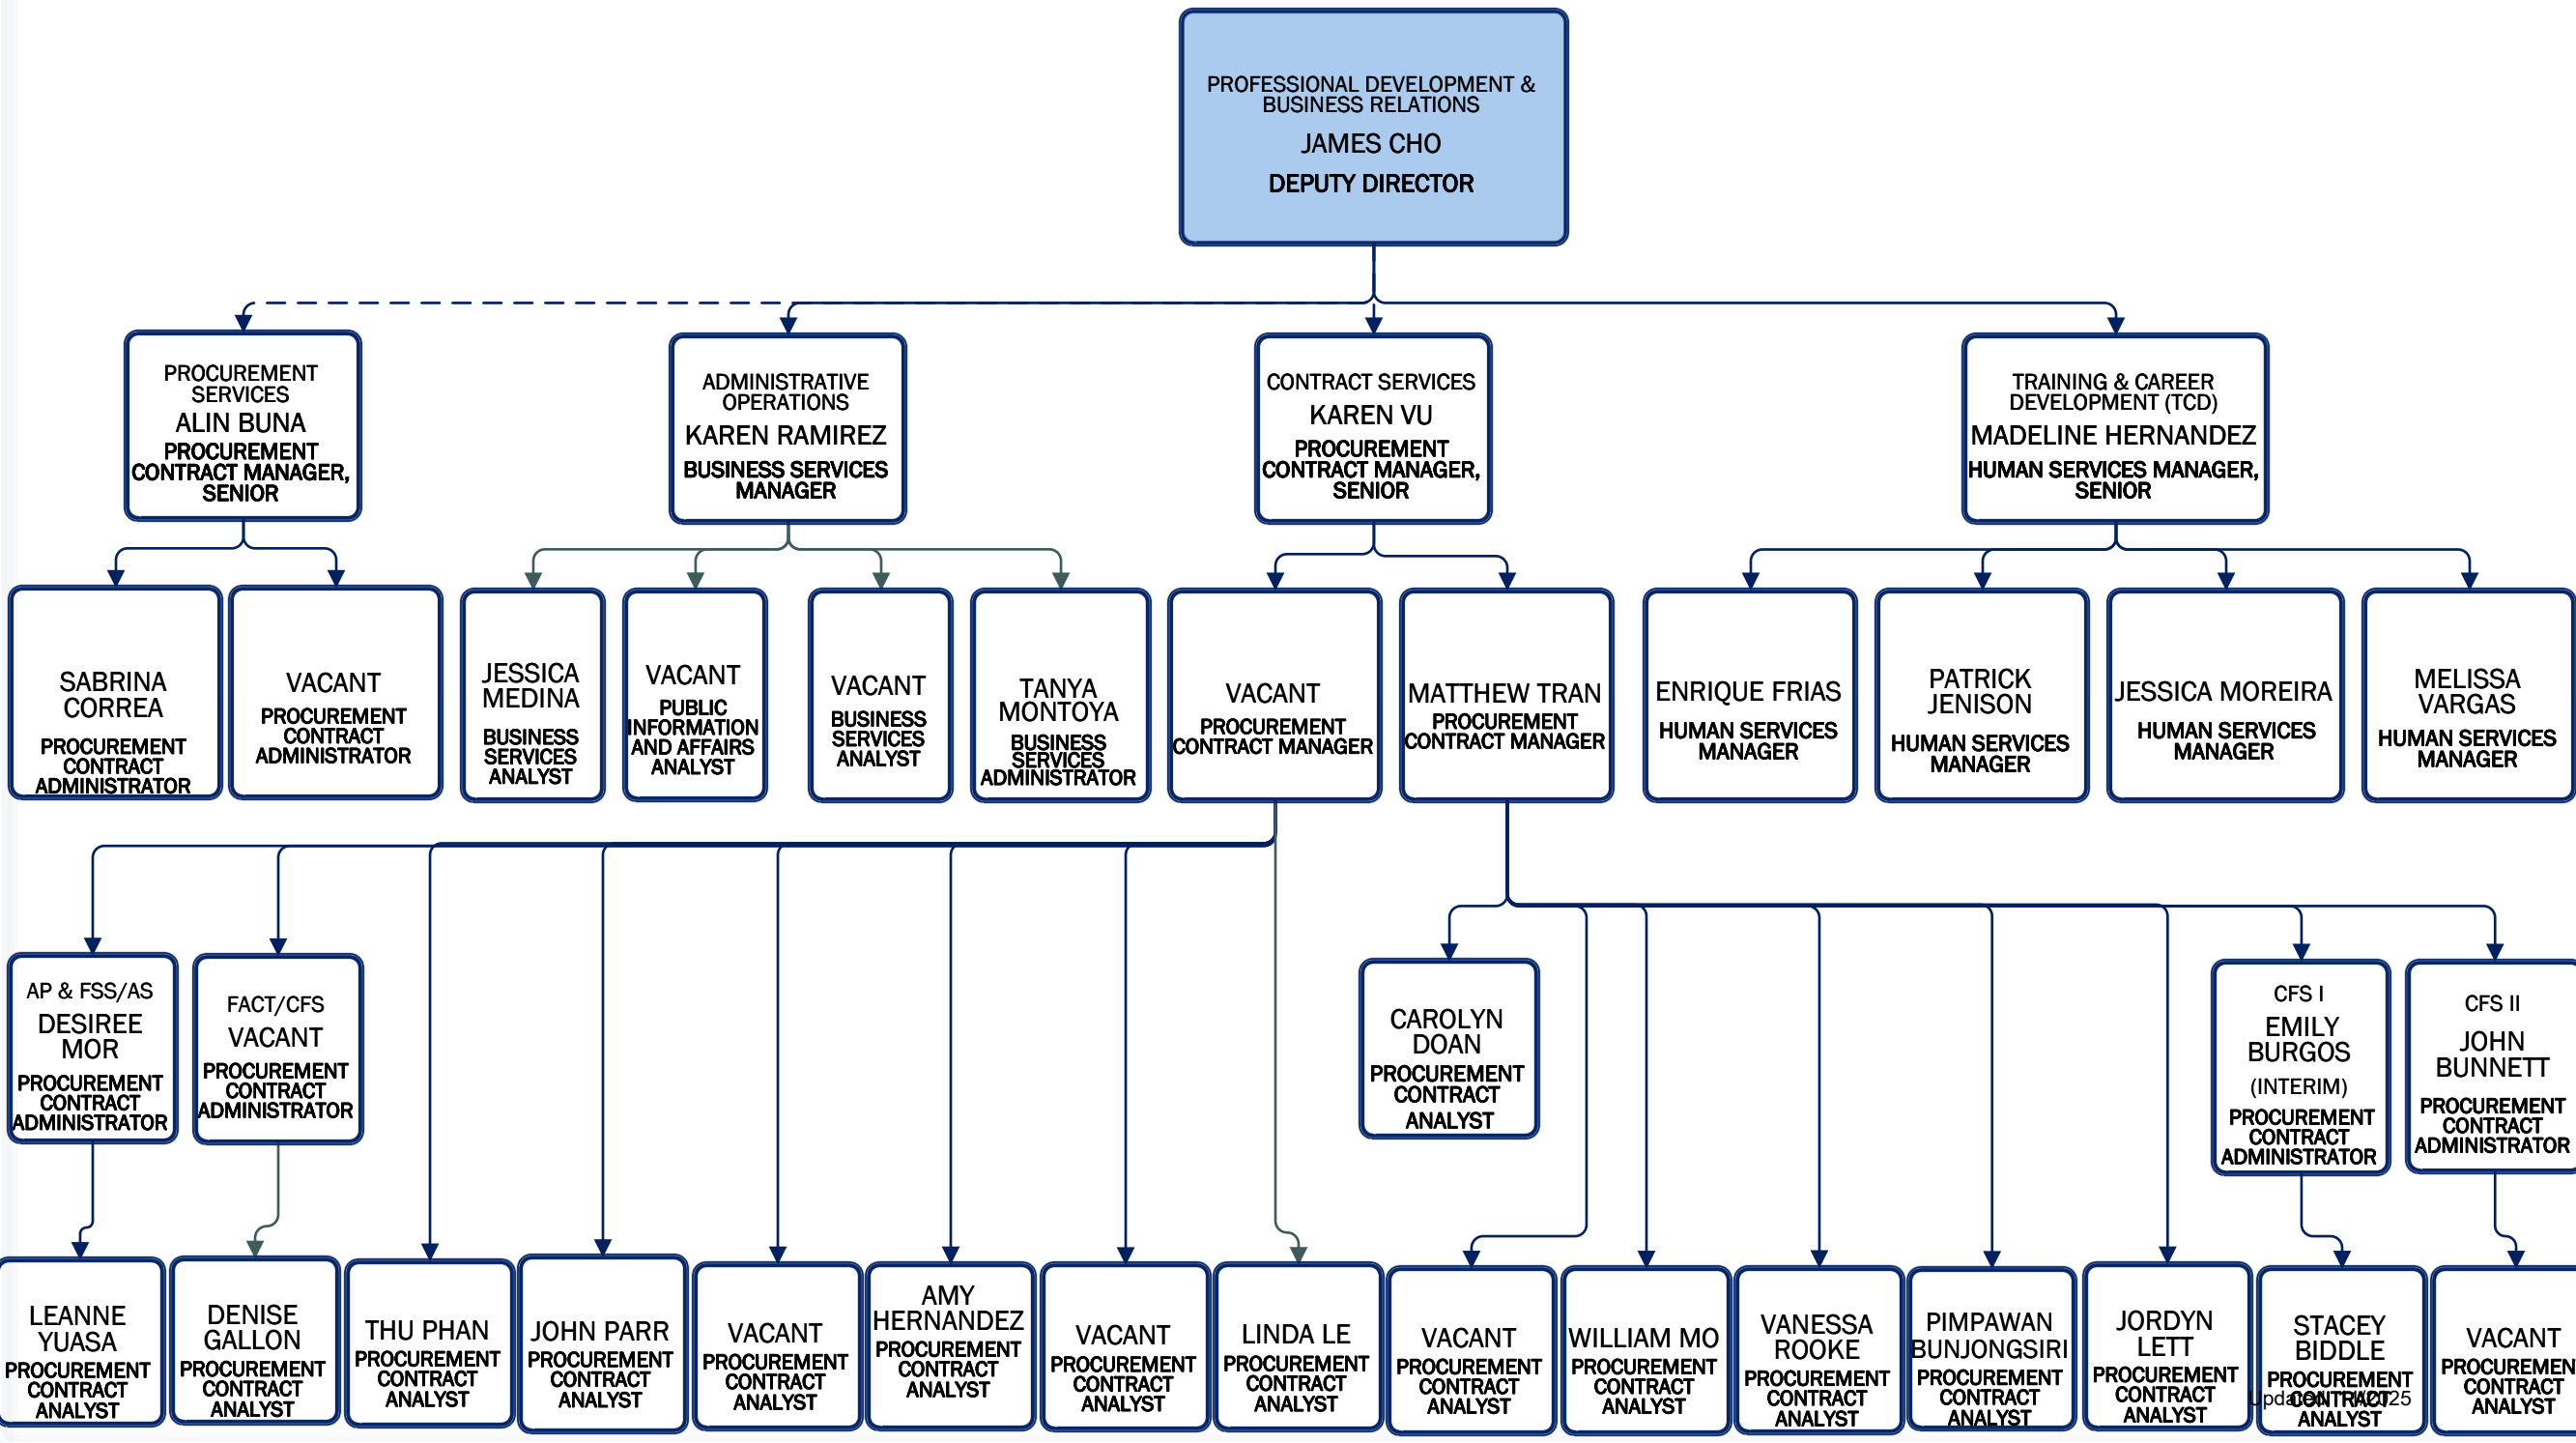 PROFESSIONAL DEVELOPMENT &
BUSINESS RELATIONS
JAMES CHO
DEPUTY DIRECTOR
PROCUREMENT
SERVICES
ALIN BUNA
PROCUREMENT
CONTRACT MANAGER,
SENIOR
ADMINISTRATIVE
OPERATIONS
KAREN RAMIREZ
BUSINESS SERVICES
MANAGER
CONTRACT SERVICES
KAREN VU
PROCUREMENT
CONTRACT MANAGER,
SENIOR
TRAINING & CAREER
DEVELOPMENT (TCD)
MADELINE HERNANDEZ
HUMAN SERVICES MANAGER,
SENIOR
SABRINA
CORREA
PROCUREMENT
CONTRACT
ADMINISTRATOR
VACANT
PROCUREMENT
CONTRACT
ADMINISTRATOR
JESSICA
MEDINA
BUSINESS
SERVICES
ANALYST
VACANT
PUBLIC
INFORMATION
AND AFFAIRS
ANALYST
VACANT
BUSINESS
SERVICES
ANALYST
TANYA
MONTOYA
BUSINESS
SERVICES
ADMINISTRATOR
VACANT
PROCUREMENT
CONTRACT MANAGER
MATTHEW TRAN
PROCUREMENT
CONTRACT MANAGER
ENRIQUE FRIAS
HUMAN SERVICES
MANAGER
PATRICK
JENISON
HUMAN SERVICES
MANAGER
JESSICA MOREIRA
HUMAN SERVICES
MANAGER
MELISSA
VARGAS
HUMAN SERVICES
MANAGER
AP & FSS/AS
DESIREE
MOR
PROCUREMENT
CONTRACT
ADMINISTRATOR
FACT/CFS
VACANT
PROCUREMENT
CONTRACT
ADMINISTRATOR
CAROLYN
DOAN
PROCUREMENT
CONTRACT
ANALYST
CFS I
EMILY
BURGOS
(INTERIM)
PROCUREMENT
CONTRACT
ADMINISTRATOR
CFS II
JOHN
BUNNETT
PROCUREMENT
CONTRACT
ADMINISTRATOR
LEANNE
YUASA
PROCUREMENT
CONTRACT
ANALYST
DENISE
GALLON
PROCUREMENT
CONTRACT
ANALYST
THU PHAN
PROCUREMENT
CONTRACT
ANALYST
JOHN PARR
PROCUREMENT
CONTRACT
ANALYST
VACANT
PROCUREMENT
CONTRACT
ANALYST
AMY
HERNANDEZ
PROCUREMENT
CONTRACT
ANALYST
VACANT
PROCUREMENT
CONTRACT
ANALYST
LINDA LE
PROCUREMENT
CONTRACT
ANALYST
VACANT
PROCUREMENT
CONTRACT
ANALYST
WILLIAM MO
PROCUREMENT
CONTRACT
ANALYST
VANESSA
ROOKE
PROCUREMENT
CONTRACT
ANALYST
PIMPAWAN
BUNJONGSIRI
PROCUREMENT
CONTRACT
ANALYST
JORDYN
LETT
PROCUREMENT
CONTRACT
ANALYST
STACEY
BIDDLE
PROCUREMENT
CONTRACT
ANALYST
Updated
VACANT
PROCUREMEN
CONTRACT
ANALYST